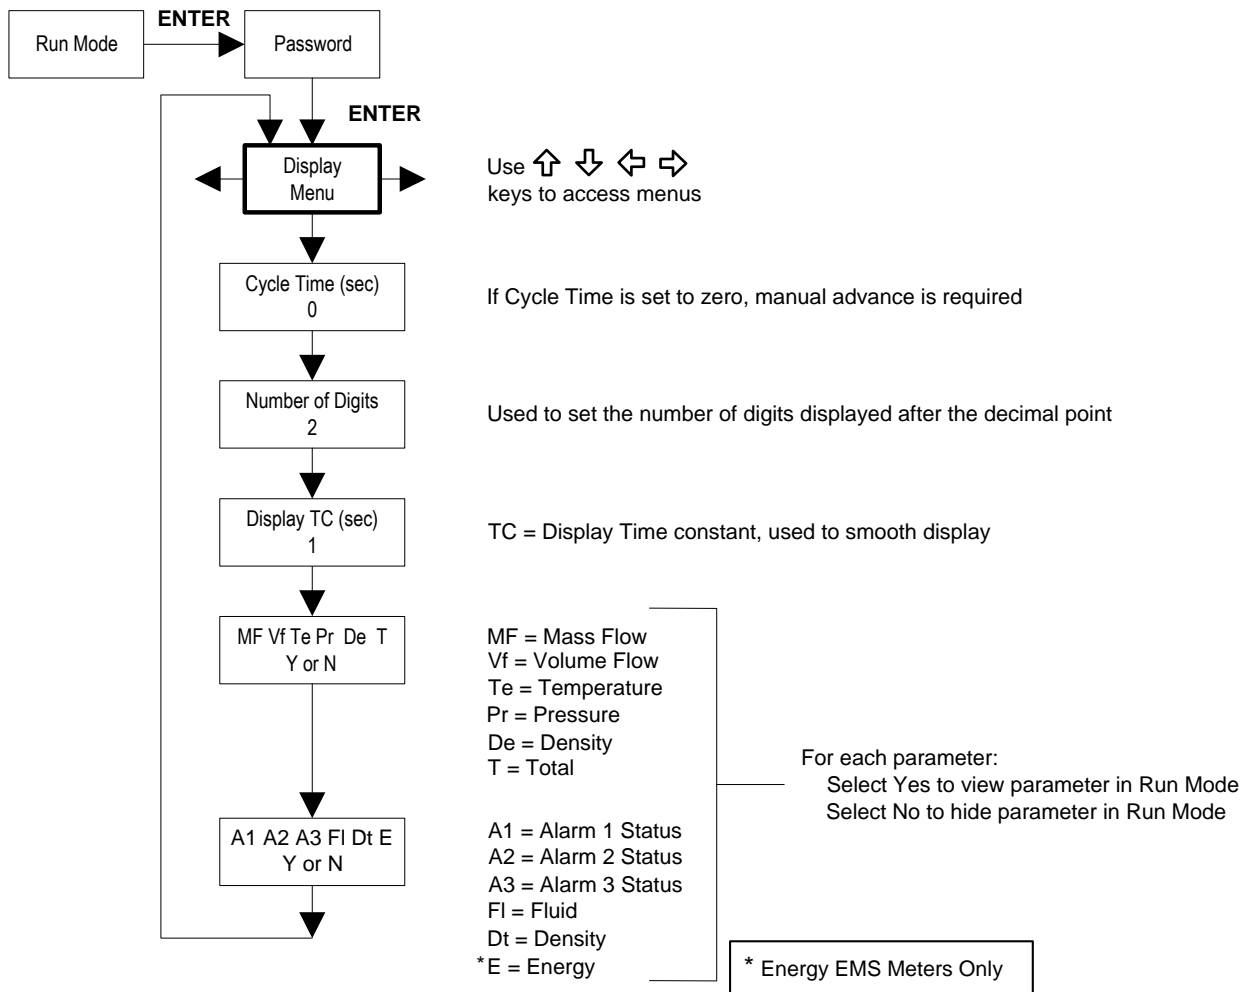 ENTER
Run Mode
Password
ENTER
Display
Menu
Use
keys to access menus
Cycle Time (sec)
0
If Cycle Time is set to zero, manual advance is required
Number of Digits
2
Used to set the number of digits displayed after the decimal point
Display TC (sec)
1
TC = Display Time constant, used to smooth display
MF Vf Te Pr De T
Y or N
MF = Mass Flow
Vf = Volume Flow
Te = Temperature
Pr = Pressure
De = Density
T = Total
For each parameter:
Select Yes to view parameter in Run Mode
Select No to hide parameter in Run Mode
A1 A2 A3 Fl Dt E
Y or N
A1 = Alarm 1 Status
A2 = Alarm 2 Status
A3 = Alarm 3 Status
Fl = Fluid
Dt = Density
*E = Energy
* Energy EMS Meters Only